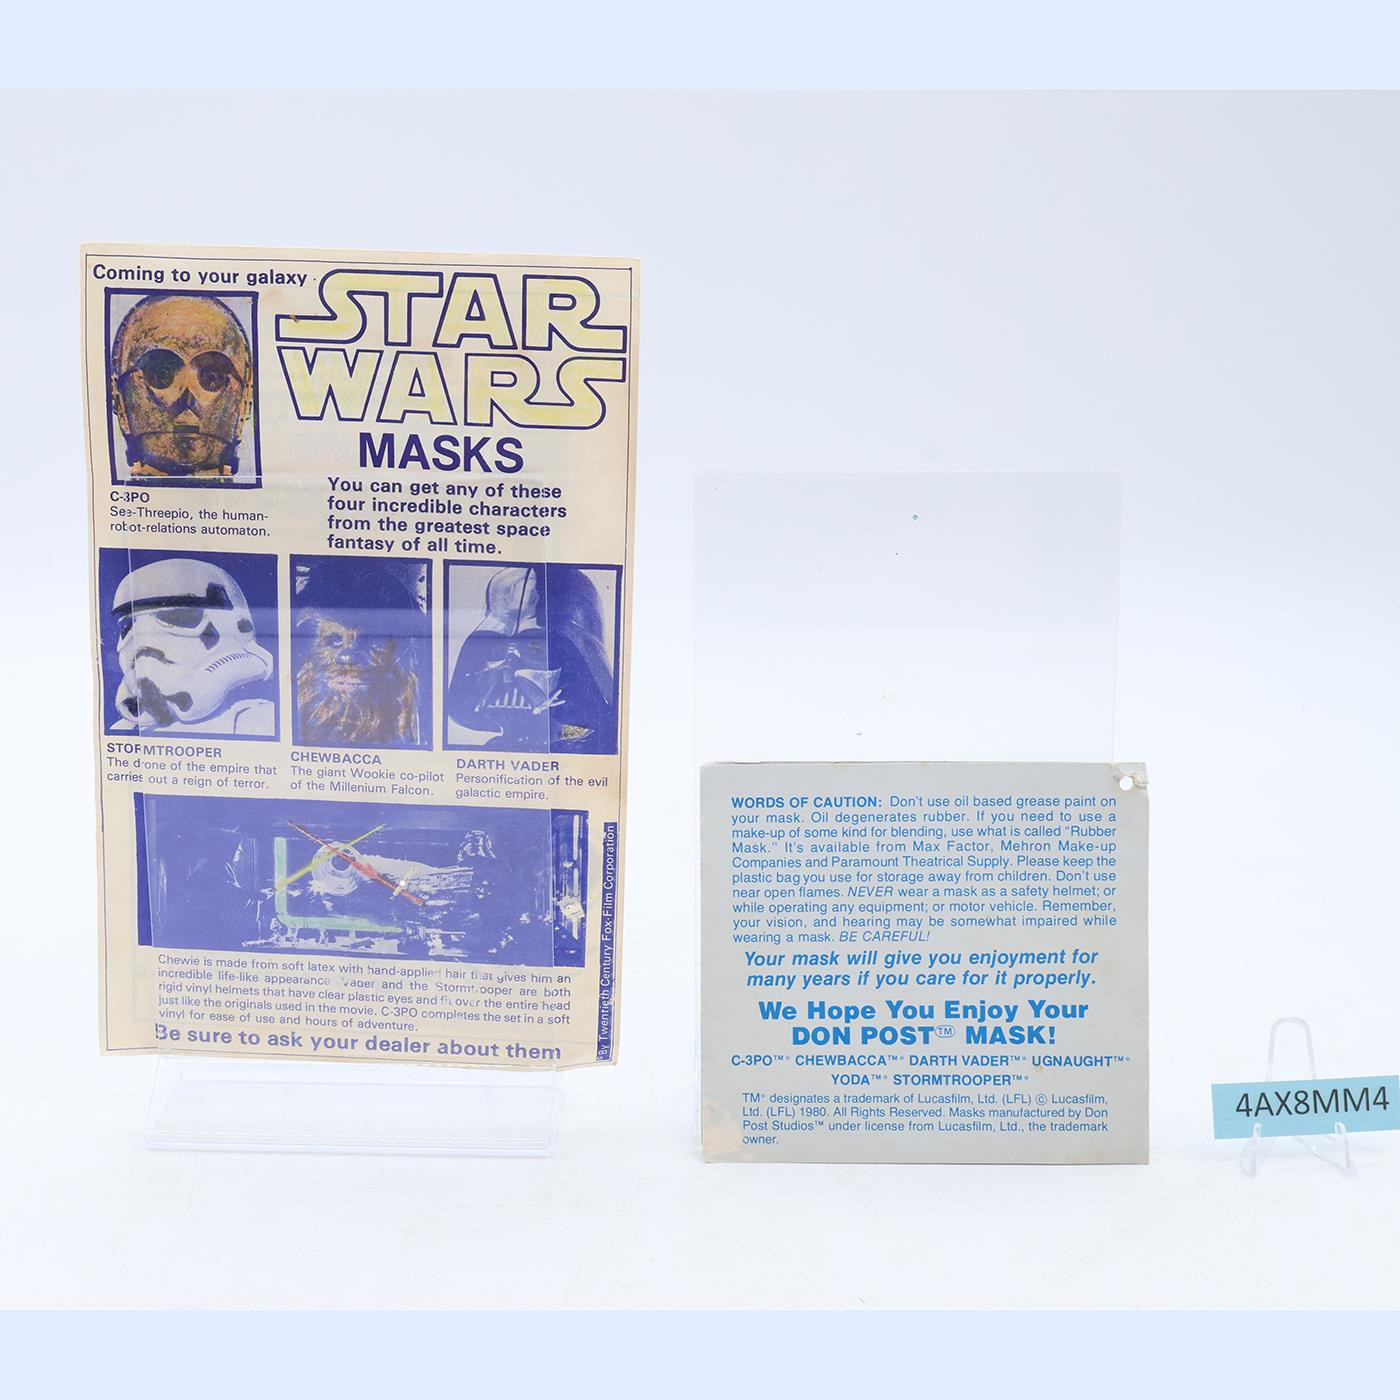 Coming to your galaxy
STAR
WARS
MASKS
You can get any of these
four incredible characters
from the greatest space
fantasy of all time.
C-3PO
See-Threepio, the human-
robot-relations automaton.
STORMTROOPER
The drone of the empire that
carries out a reign of terror.
CHEWBACCA
The giant Wookie co-pilot
of the Millenium Falcon.
DARTH VADER
Personification of the evil
galactic empire.
©By Twentieth Century Fox Film Corporation
Chewie is made from soft latex with hand-applied hair that gives him an
incredible life-like appearance. Vader and the Stormtrooper are both
rigid vinyl helmets that have clear plastic eyes and fit over the entire head
just like the originals used in the movie. C-3PO completes the set in a soft
vinyl for ease of use and hours of adventure.
Be sure to ask your dealer about them
WORDS OF CAUTION: Don't use oil based grease paint on
your mask. Oil degenerates rubber. If you need to use a
make-up of some kind for blending, use what is called "Rubber
Mask." It's available from Max Factor, Mehron Make-up
Companies and Paramount Theatrical Supply. Please keep the
plastic bag you use for storage away from children. Don't use
near open flames. NEVER wear a mask as a safety helmet; or
while operating any equipment; or motor vehicle. Remember,
your vision, and hearing may be somewhat impaired while
wearing a mask. BE CAREFUL!
Your mask will give you enjoyment for
many years if you care for it properly.
We Hope You Enjoy Your
DON POST™ MASK!
C-3PO™* CHEWBACCA™* DARTH VADER™* UGNAUGHT™*
YODA™* STORMTROOPER™*
TM* designates a trademark of Lucasfilm, Ltd. (LFL) © Lucasfilm,
Ltd. (LFL) 1980. All Rights Reserved. Masks manufactured by Don
Post Studios™ under license from Lucasfilm, Ltd., the trademark
owner.
4AX8MM4